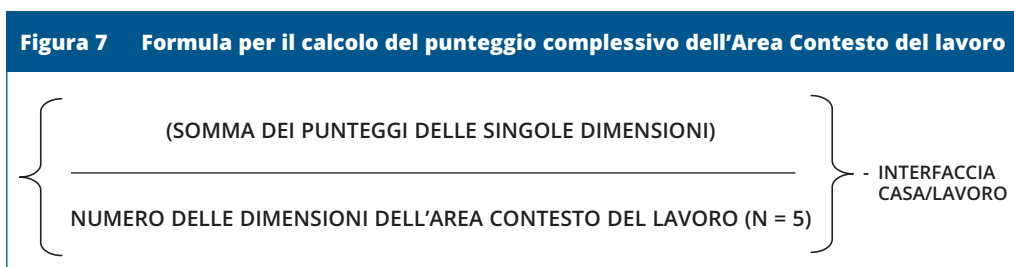 Figura 7 Formula per il calcolo del punteggio complessivo dell’Area Contesto del lavoro
(SOMMA DEI PUNTEGGI DELLE SINGOLE DIMENSIONI)
NUMERO DELLE DIMENSIONI DELL’AREA CONTESTO DEL LAVORO (N = 5)
- INTERFACCIA
CASA/LAVORO